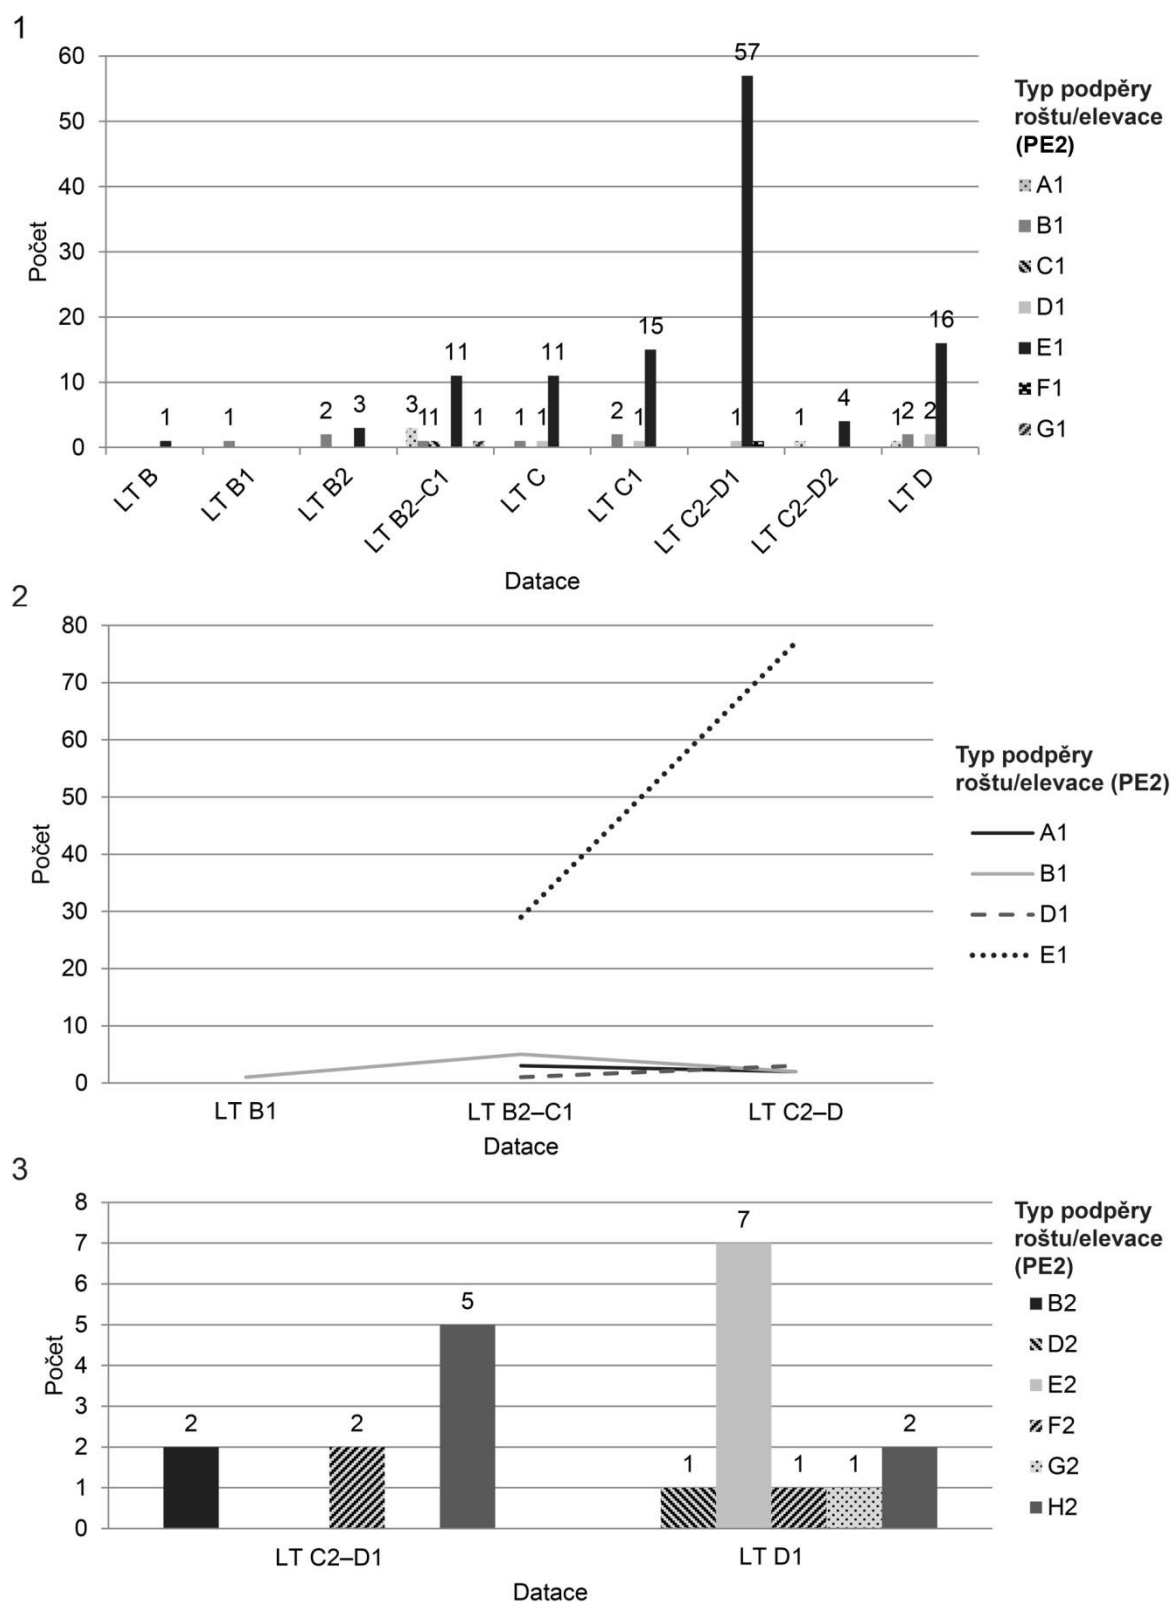 1
60
50
40
30
20
10
0
Počet
1
1
2
3
3
1
1
11
1
1
1
11
2
1
15
1
57
1
4
1
2
2
16
LT B
LT B1
LT B2
LT B2–C1
LT C
LT C1
LT C2–D1
LT C2–D2
LT D
Datace
Typ podpěry
roštu/elevace
(PE2)
A1
B1
C1
D1
E1
F1
G1
2
80
70
60
50
40
30
20
10
0
Počet
LT B1
LT B2–C1
LT C2–D
Datace
Typ podpěry
roštu/elevace (PE2)
A1
B1
D1
E1
3
8
7
6
5
4
3
2
1
0
Počet
2
2
5
1
7
1
1
2
LT C2–D1
LT D1
Datace
Typ podpěry
roštu/elevace
(PE2)
B2
D2
E2
F2
G2
H2